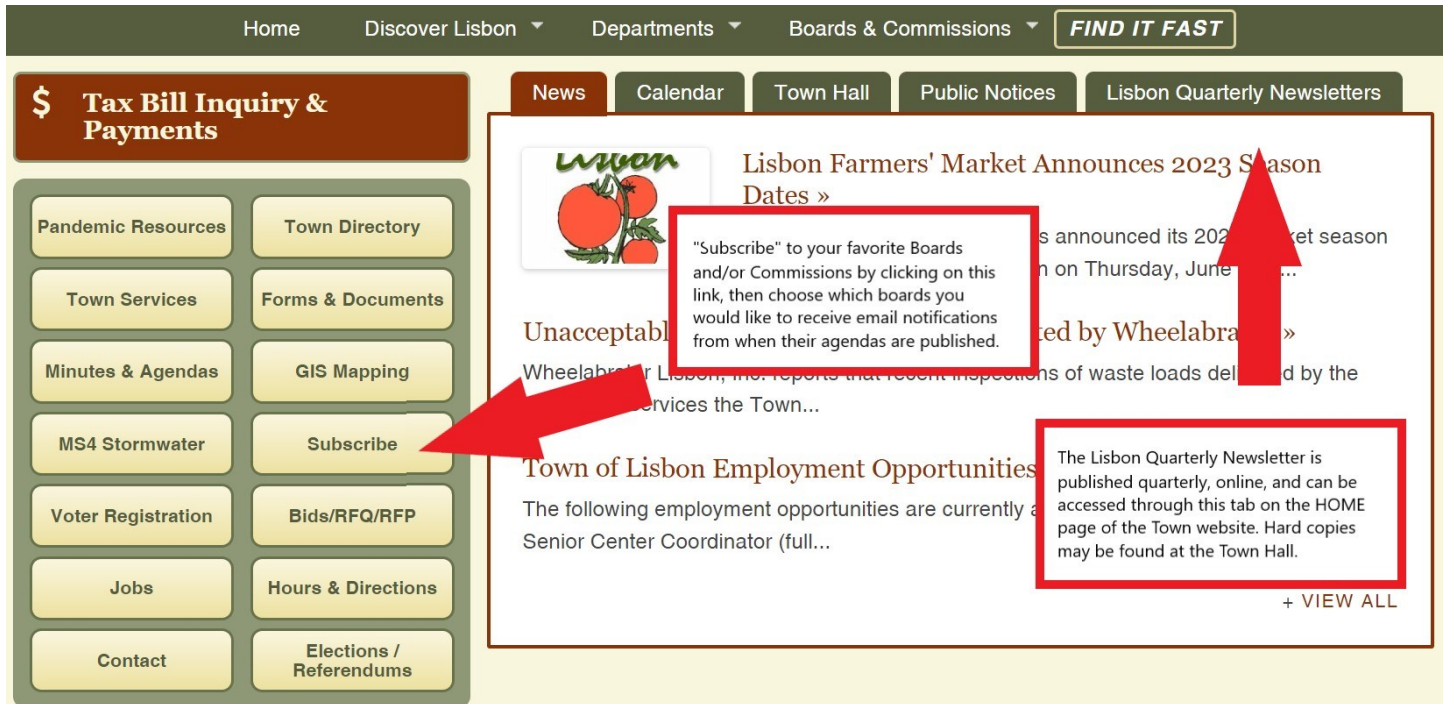 Home Discover Lisbon Departments Boards & Commissions FIND IT FAST
$ Tax Bill Inquiry &
Payments
Pandemic Resources Town Directory
Town Services Forms & Documents
Minutes & Agendas GIS Mapping
MS4 Stormwater Subscribe
Voter Registration Bids/RFQ/RFP
Jobs Hours & Directions
Contact Elections /
Referendums
News Calendar Town Hall Public Notices Lisbon Quarterly Newsletters
Lisbon
Lisbon Farmers' Market Announces 2023 Season
Dates »
announced its season
on Thursday, June
"Subscribe" to your favorite Boards
and/or Commissions by clicking on this
link, then choose which boards you
would like to receive email notifications
from when their agendas are published.
by »
Lisbon, Inc. reports that recent inspections of waste loads by the
the Town...
Town of Lisbon Employment Opportunities
The following employment opportunities are currently
Senior Center Coordinator (full...
The Lisbon Quarterly Newsletter is
published quarterly, online, and can be
accessed through this tab on the HOME
page of the Town website. Hard copies
may be found at the Town Hall.
+ VIEW ALL